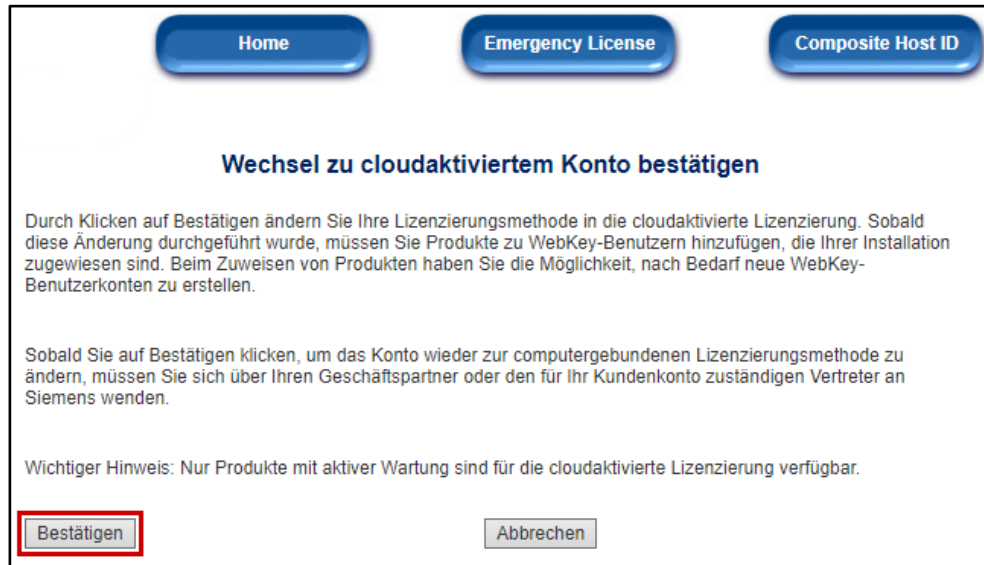 Home
Emergency License
Composite Host ID
Wechsel zu cloudaktiviertem Konto bestätigen
Durch Klicken auf Bestätigen ändern Sie Ihre Lizenzierungsmethode in die cloudaktivierte Lizenzierung. Sobald
diese Änderung durchgeführt wurde, müssen Sie Produkte zu WebKey-Benutzern hinzufügen, die Ihrer Installation
zugewiesen sind. Beim Zuweisen von Produkten haben Sie die Möglichkeit, nach Bedarf neue WebKey-
Benutzerkonten zu erstellen.
Sobald Sie auf Bestätigen klicken, um das Konto wieder zur computergebundenen Lizenzierungsmethode zu
ändern, müssen Sie sich über Ihren Geschäftspartner oder den für Ihr Kundenkonto zuständigen Vertreter an
Siemens wenden.
Wichtiger Hinweis: Nur Produkte mit aktiver Wartung sind für die cloudaktivierte Lizenzierung verfügbar.
Bestätigen
Abbrechen